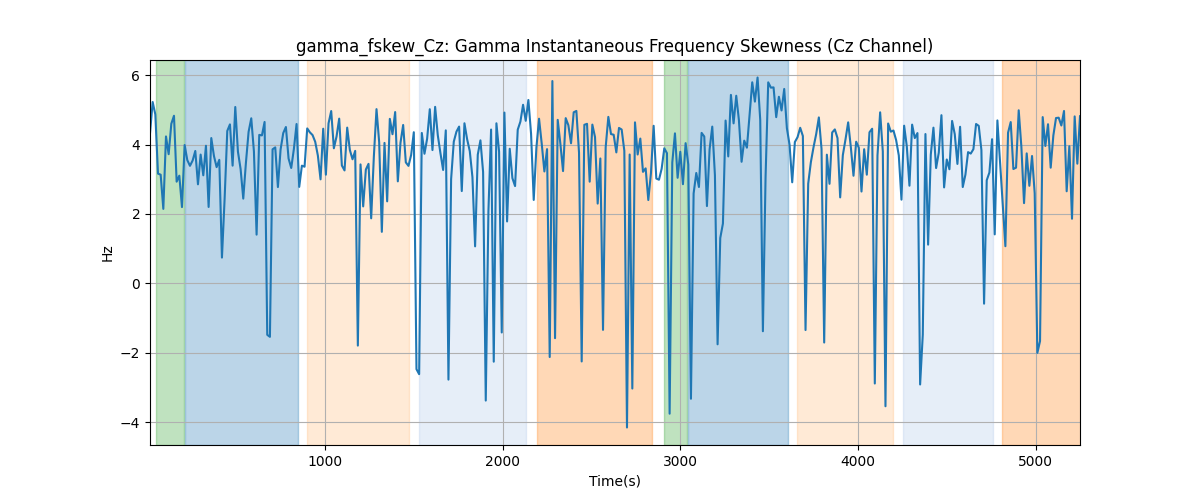 gamma_fskew_Cz: Gamma Instantaneous Frequency Skewness (Cz Channel)
6
4
2
0
−2
−4
Hz
1000 2000 3000 4000 5000
Time(s)